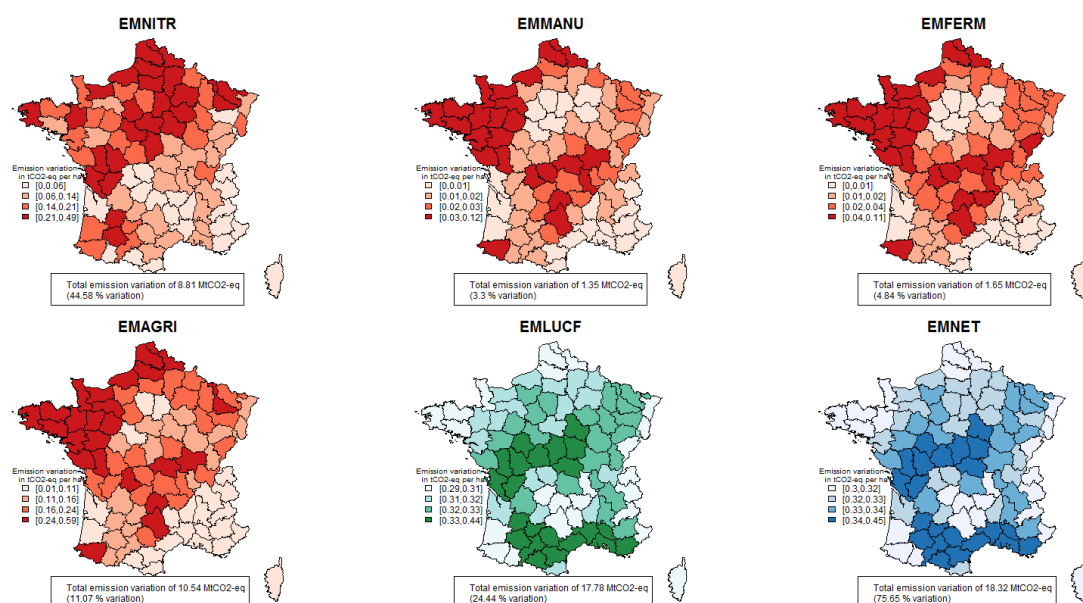 EMNITR
Emission variation
in tCO2-eq per ha
[0,0.06]
[0.06,0.14]
[0.14,0.21]
[0.21,0.49]
Total emission variation of 8.81 MtCO2-eq
(44.58 % variation)
EMMANU
Emission variation
in tCO2-eq per ha
[0,0.01]
[0.01,0.02]
[0.02,0.03]
[0.03,0.12]
Total emission variation of 1.35 MtCO2-eq
(3.3 % variation)
EMFERM
Emission variation
in tCO2-eq per ha
[0,0.01]
[0.01,0.02]
[0.02,0.04]
[0.04,0.11]
Total emission variation of 1.65 MtCO2-eq
(4.84 % variation)
EMAGRI
Emission variation
in tCO2-eq per ha
[0.01,0.11]
[0.11,0.16]
[0.16,0.24]
[0.24,0.59]
Total emission variation of 10.54 MtCO2-eq
(11.07 % variation)
EMLUCF
Emission variation
in tCO2-eq per ha
[0.29,0.31]
[0.31,0.32]
[0.32,0.33]
[0.33,0.44]
Total emission variation of 17.78 MtCO2-eq
(24.44 % variation)
EMNET
Emission variation
in tCO2-eq per ha
[0.3,0.32]
[0.32,0.33]
[0.33,0.34]
[0.34,0.45]
Total emission variation of 18.32 MtCO2-eq
(75.65 % variation)